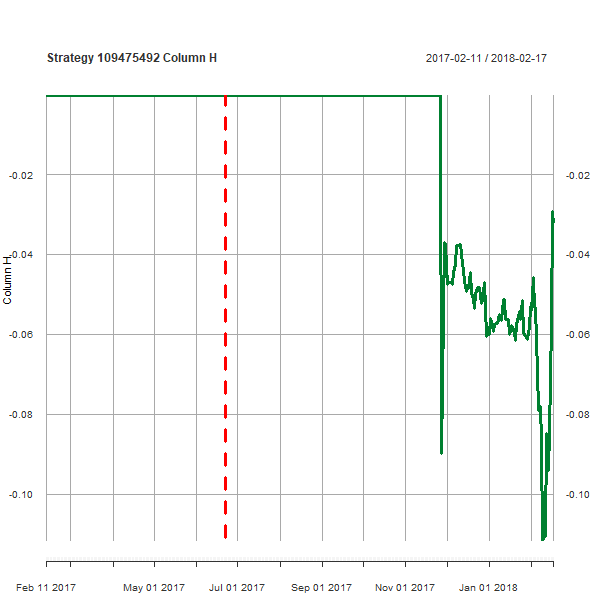 Strategy 109475492 Column H 2017-02-11 / 2018-02-17
-0.02 -0.02
-0.04 -0.04
Column H
-0.06 -0.06
-0.08 -0.08
-0.10 -0.10
Feb 11 2017 May 01 2017 Jul 01 2017 Sep 01 2017 Nov 01 2017 Jan 01 2018